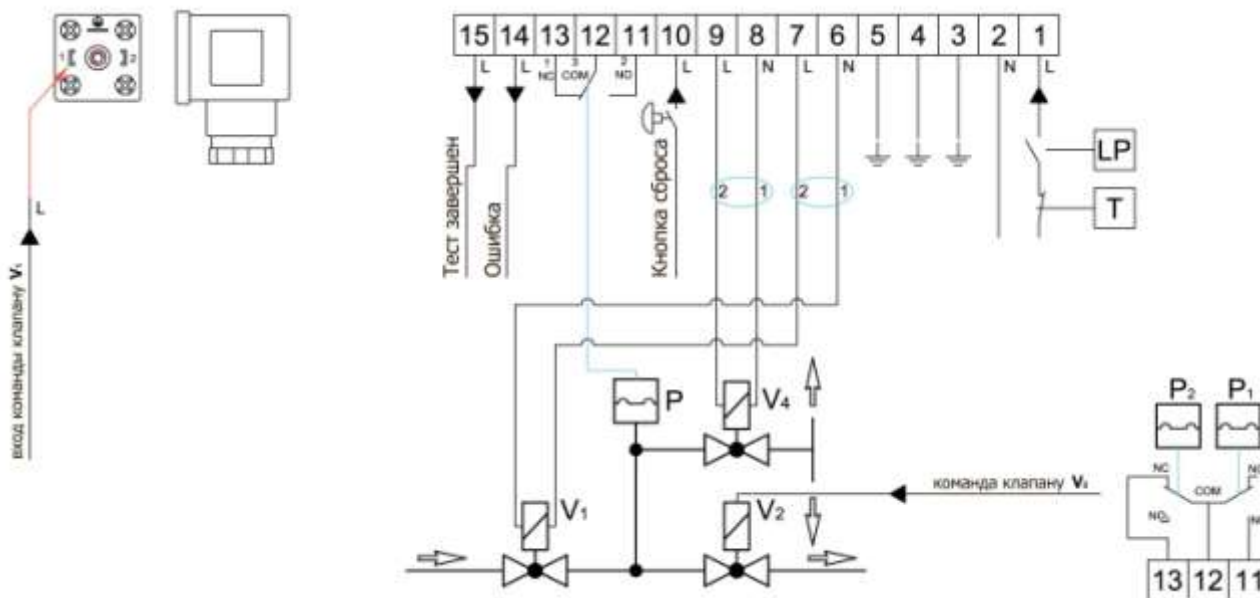 1 2
L
вход команды клапану V₁
15 14 13 12 11 10 9 8 7 6 5 4 3 2 1
L L 1 NC 3 COM 2 NO L L N L N N L
Тест завершен
Ошибка
Кнопка сброса
2 1 2 1
LP
T
P
V4
V1
V2
команда клапану V
P2 P1
NC
COM
NO
13 12 11